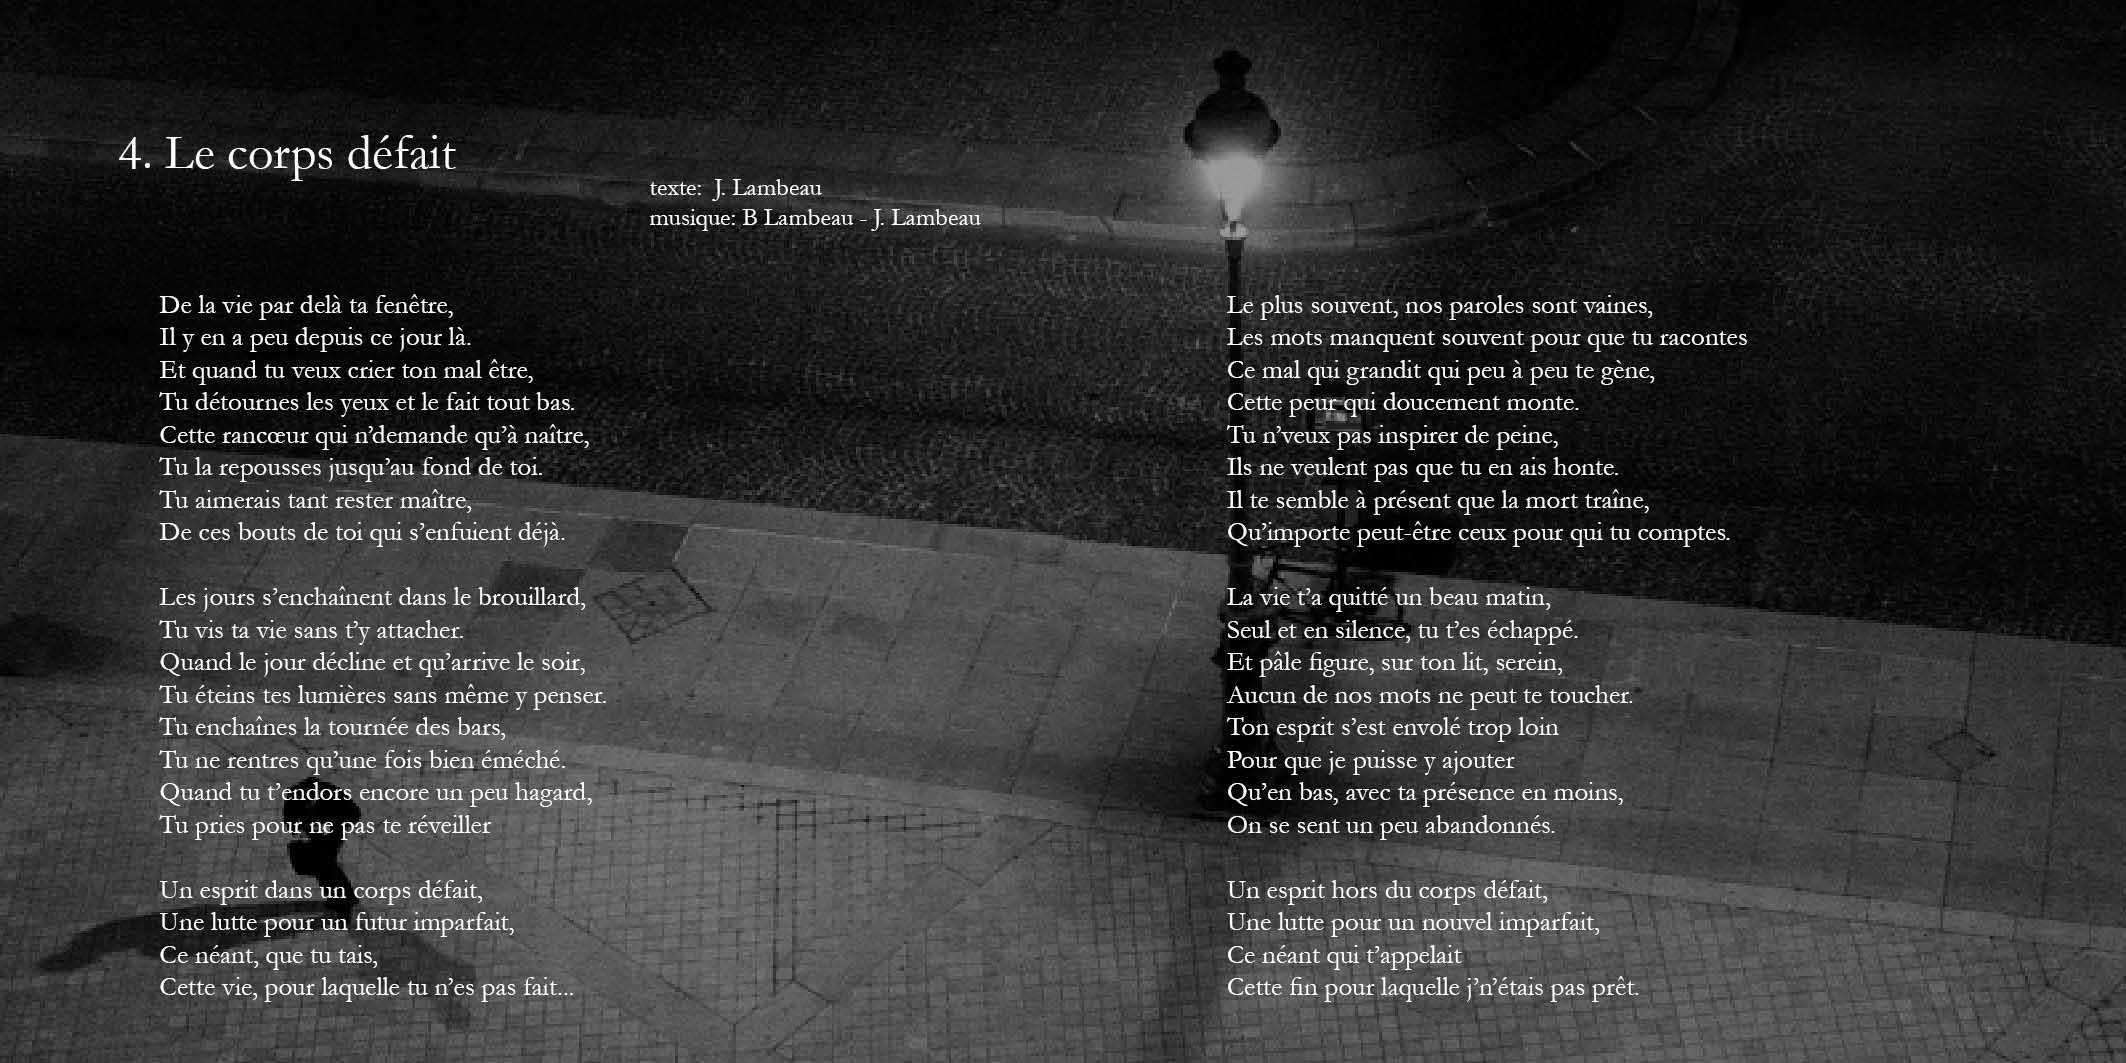 4. Le corps défait
texte: J. Lambeau
musique: B Lambeau - J. Lambeau
De la vie par delà ta fenêtre,
Il y en a peu depuis ce jour là.
Et quand tu veux crier ton mal être,
Tu détournes les yeux et le fait tout bas.
Cette rancœur qui n’demande qu’à naître,
Tu la repousses jusqu’au fond de toi.
Tu aimerais tant rester maître,
De ces bouts de toi qui s’enfuient déjà.
Les jours s’enchaînent dans le brouillard,
Tu vis ta vie sans t’y attacher.
Quand le jour décline et qu’arrive le soir,
Tu éteins tes lumières sans même y penser.
Tu enchaînes la tournée des bars,
Tu ne rentres qu’une fois bien éméché.
Quand tu t’endors encore un peu hagard,
Tu pries pour ne pas te réveiller
Un esprit dans un corps défait,
Une lutte pour un futur imparfait,
Ce néant, que tu tais,
Cette vie, pour laquelle tu n’es pas fait...
Le plus souvent, nos paroles sont vaines,
Les mots manquent souvent pour que tu racontes
Ce mal qui grandit qui peu à peu te gène,
Cette peur qui doucement monte.
Tu n’veux pas inspirer de peine,
Ils ne veulent pas que tu en ais honte.
Il te semble à présent que la mort traîne,
Qu’importe peut-être ceux pour qui tu comptes.
La vie t’a quitté un beau matin,
Seul et en silence, tu t’es échappé.
Et pâle figure, sur ton lit, serein,
Aucun de nos mots ne peut te toucher.
Ton esprit s’est envolé trop loin
Pour que je puisse y ajouter
Qu’en bas, avec ta présence en moins,
On se sent un peu abandonnés.
Un esprit hors du corps défait,
Une lutte pour un nouvel imparfait,
Ce néant qui t’appelait
Cette fin pour laquelle j’n’étais pas prêt.